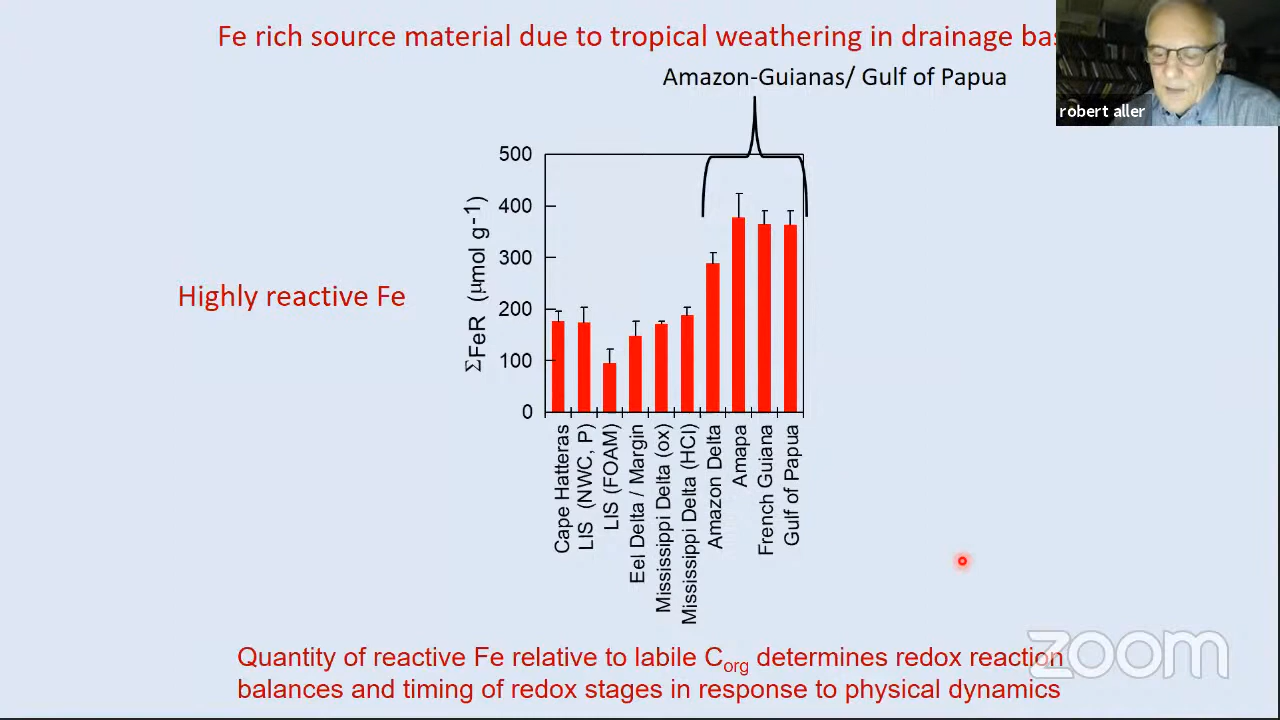 Fe rich source material due to tropical weathering in drainage
Amazon-Guianas/ Gulf of Papua
robert aller
500
400
300
200
100
0
ΣFeR (μmol g-1)
Highly reactive Fe
Cape Hatteras
LIS (NWC, P)
LIS (FOAM)
Eel Delta / Margin
Mississippi Delta (ox)
Mississippi Delta (HCl)
Amazon Delta
Amapa
French Guiana
Gulf of Papua
Quantity of reactive Fe relative to labile Corg determines redox reaction
balances and timing of redox stages in response to physical dynamics
zoom